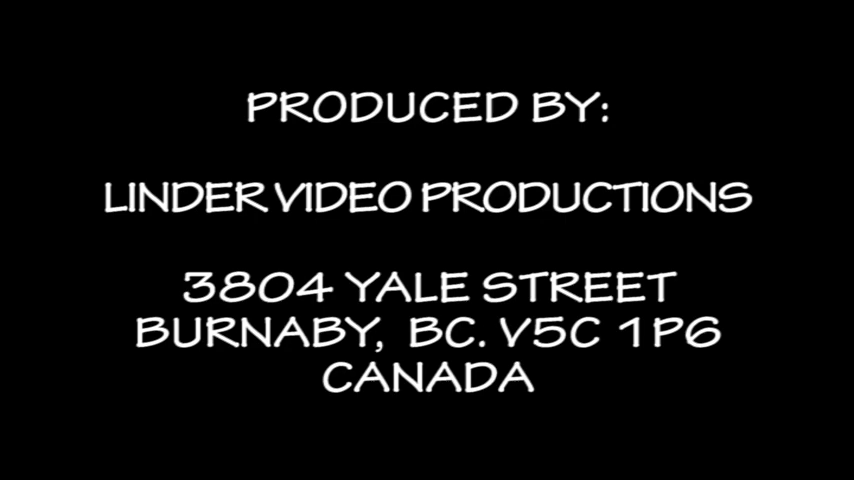 PRODUCED BY:
LINDER VIDEO PRODUCTIONS
3804 YALE STREET
BURNABY, BC. V5C 1P6
CANADA